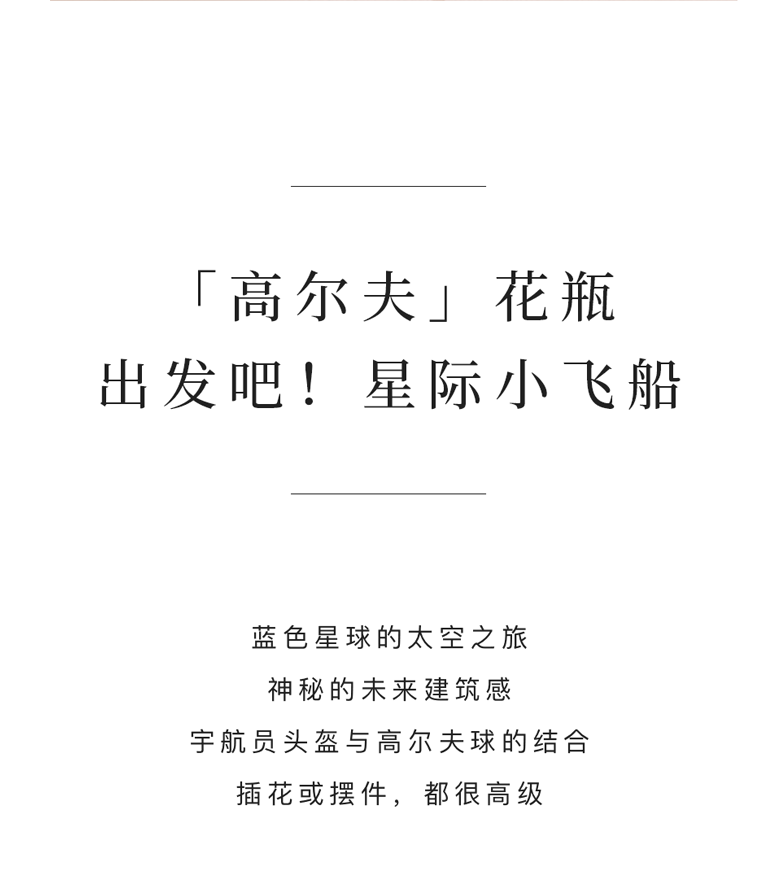 「高尔夫」花瓶
出发吧！星际小飞船
蓝色星球的太空之旅
神秘的未来建筑感
宇航员头盔与高尔夫球的结合
插花或摆件，都很高级